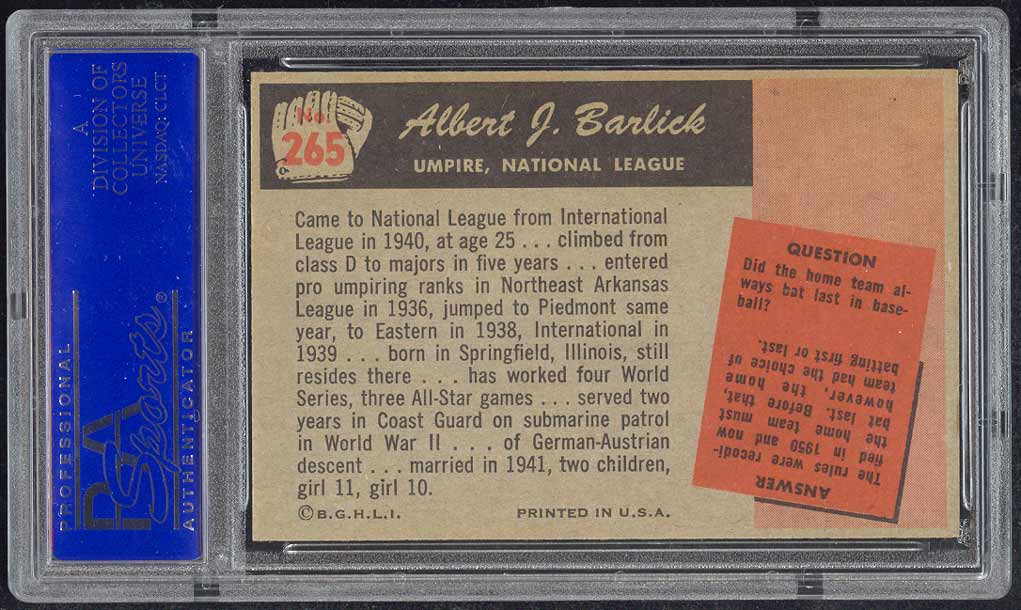 A
DIVISION OF
COLLECTORS
UNIVERSE
NASDAQ: CLCT
PROFESSIONAL
PSA
Sports®
AUTHENTICATOR
No.
265
Albert J. Barlick
UMPIRE, NATIONAL LEAGUE
Came to National League from International
League in 1940, at age 25 . . . climbed from
class D to majors in five years . . . entered
pro umpiring ranks in Northeast Arkansas
League in 1936, jumped to Piedmont same
year, to Eastern in 1938, International in
1939 . . . born in Springfield, Illinois, still
resides there . . . has worked four World
Series, three All-Star games . . . served two
years in Coast Guard on submarine patrol
in World War II . . . of German-Austrian
descent . . . married in 1941, two children,
girl 11, girl 10.
©B.G.H.L.I.
PRINTED IN U.S.A.
QUESTION
Did the home team al-
ways bat last in base-
ball?
ANSWER
The rules were recodi-
fied in 1950 and now
the home team must
bat last. Before that,
however, the home
team had the choice of
batting first or last.